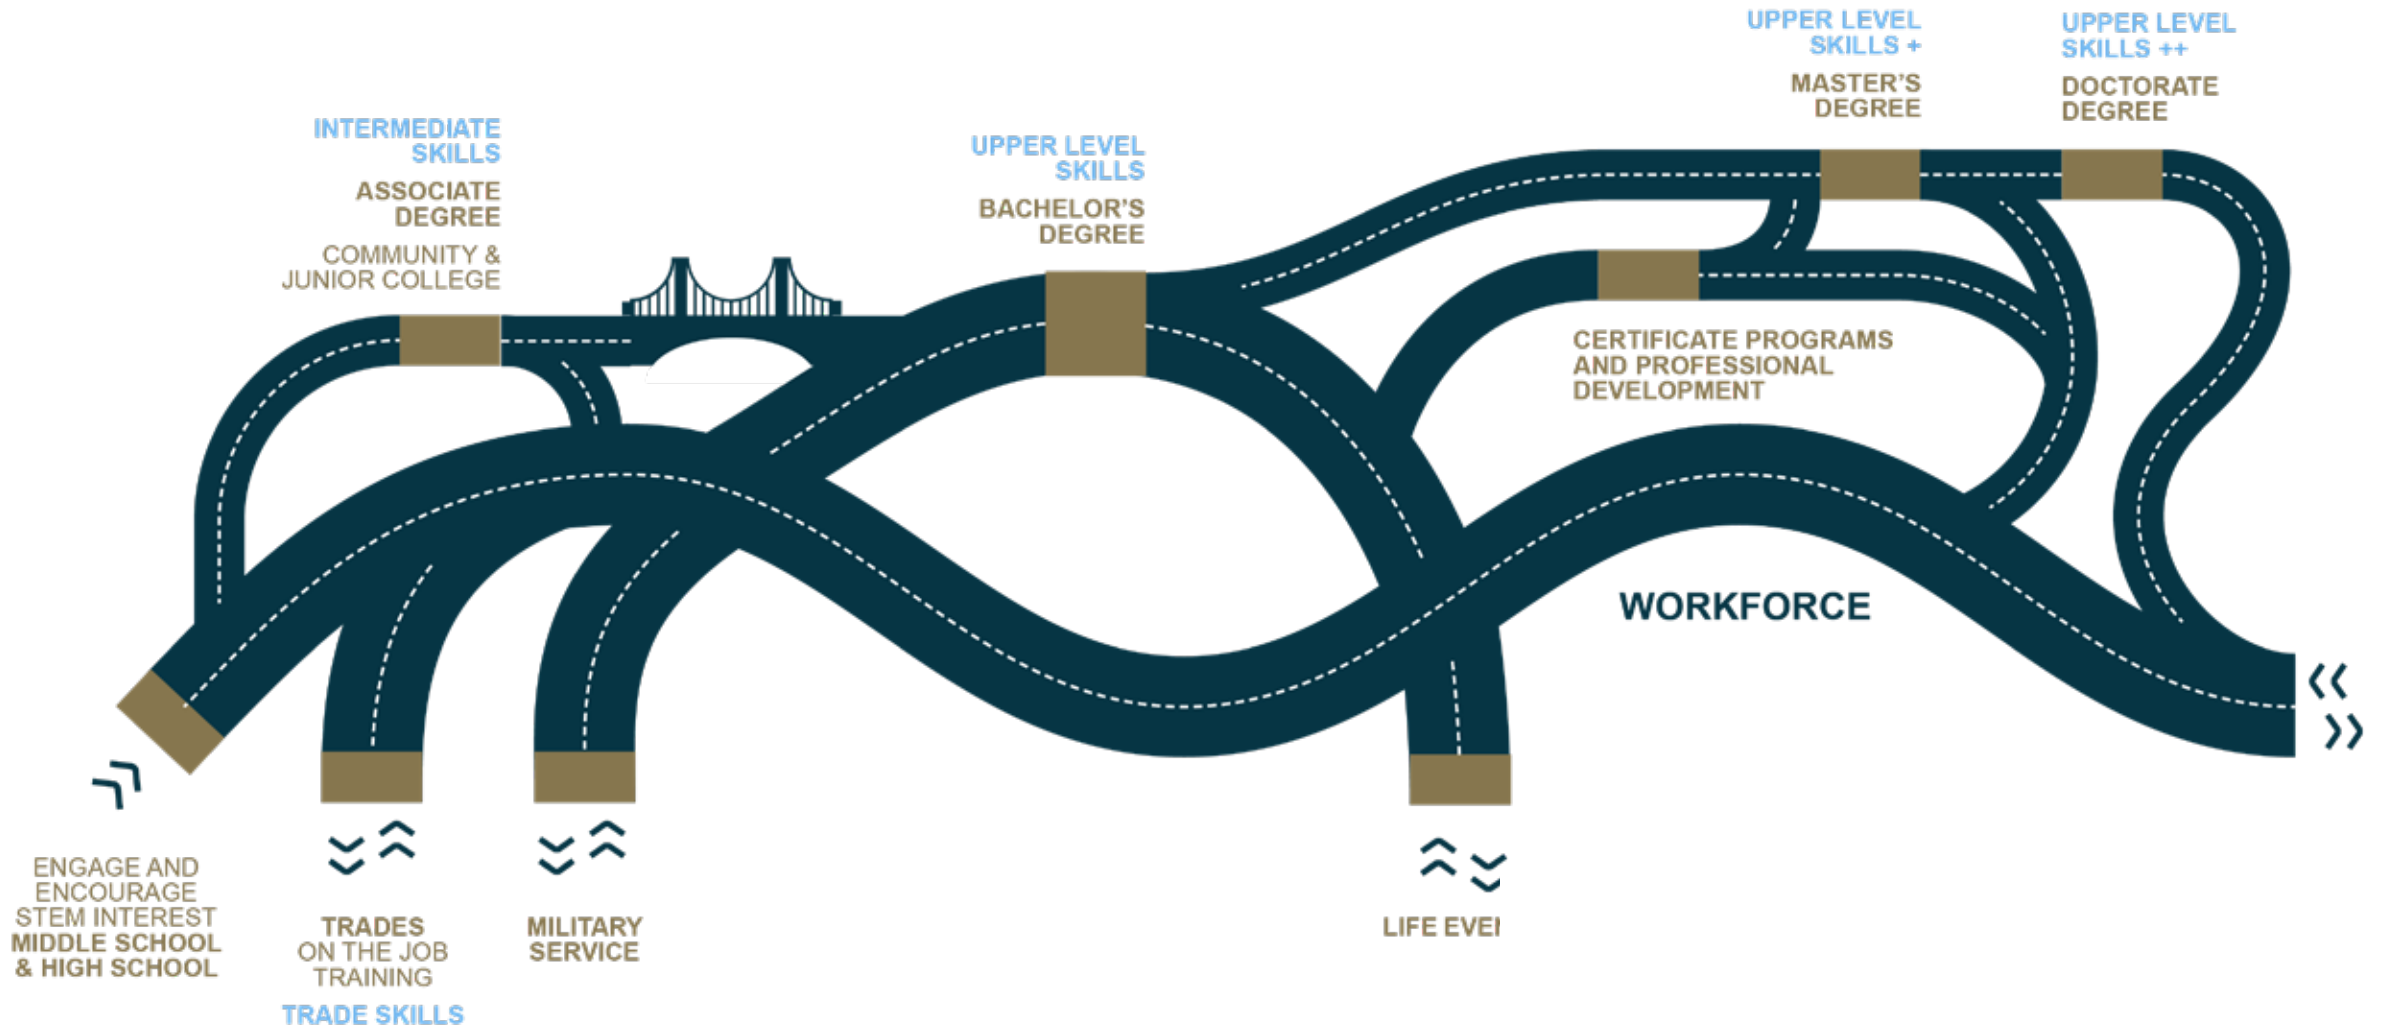 UPPER LEVEL
SKILLS +
MASTER'S
DEGREE
UPPER LEVEL
SKILLS ++
DOCTORATE
DEGREE
INTERMEDIATE
SKILLS
ASSOCIATE
DEGREE
COMMUNITY &
JUNIOR COLLEGE
UPPER LEVEL
SKILLS
BACHELOR'S
DEGREE
CERTIFICATE PROGRAMS
AND PROFESSIONAL
DEVELOPMENT
WORKFORCE
ENGAGE AND
ENCOURAGE
STEM INTEREST
MIDDLE SCHOOL
& HIGH SCHOOL
TRADES
ON THE JOB
TRAINING
TRADE SKILLS
MILITARY
SERVICE
LIFE